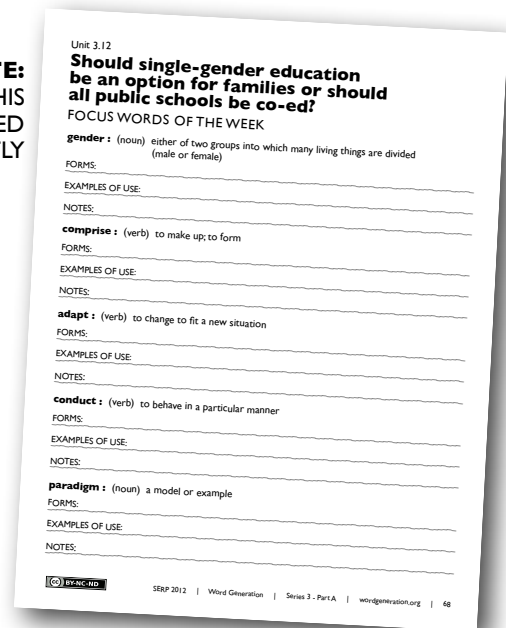 TE:
HIS
ED
LY
Unit 3.12
Should single-gender education
be an option for families or should
all public schools be co-ed?
FOCUS WORDS OF THE WEEK
gender : (noun) either of two groups into which many living things are divided
(male or female)
FORMS:
EXAMPLES OF USE:
NOTES:
comprise : (verb) to make up; to form
FORMS:
EXAMPLES OF USE:
NOTES:
adapt : (verb) to change to fit a new situation
FORMS:
EXAMPLES OF USE:
NOTES:
conduct : (verb) to behave in a particular manner
FORMS:
EXAMPLES OF USE:
NOTES:
paradigm : (noun) a model or example
FORMS:
EXAMPLES OF USE:
NOTES:
cc BY-NC-ND
SERP 2012 | Word Generation | Series 3 - Part A | wordgeneration.org | 68